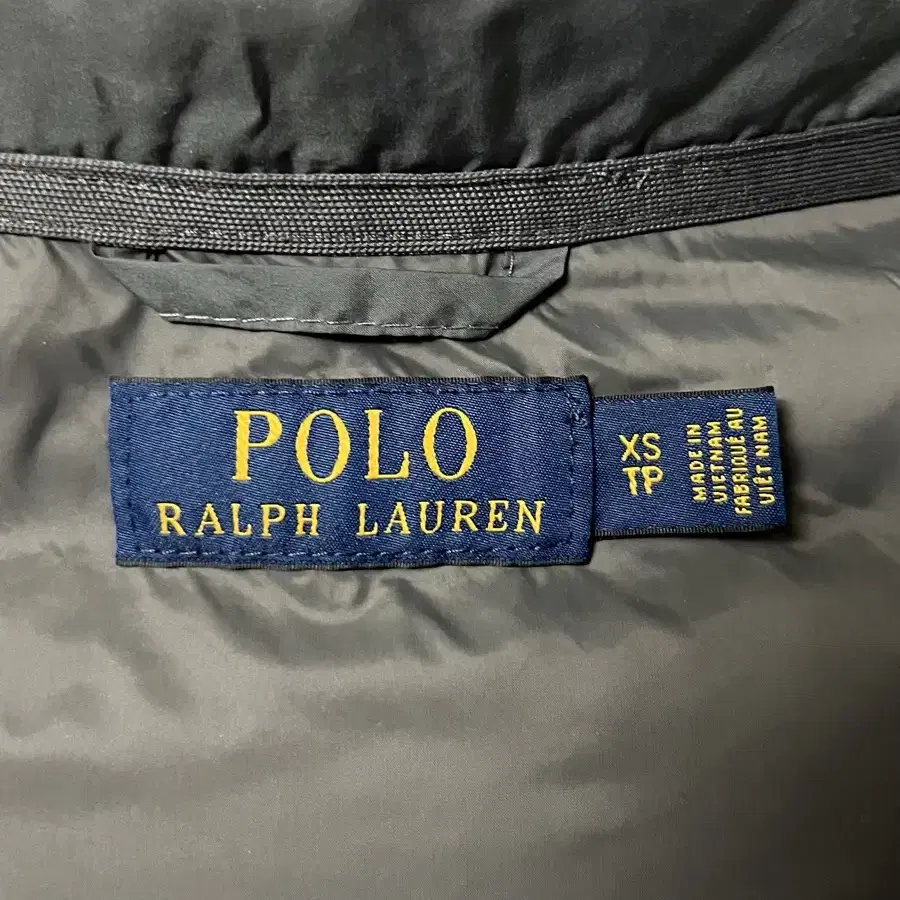 POLO
RALPH LAUREN
XS
TP
MADE IN
VIETNAM
FABRIQUÉ AU
VIÊT NAM